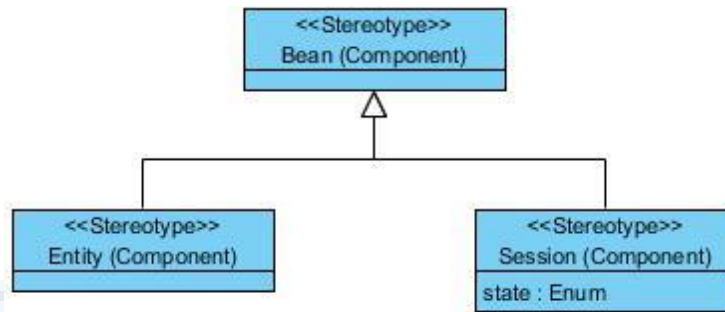 <<Stereotype>>
Bean (Component)
<<Stereotype>>
Entity (Component)
<<Stereotype>>
Session (Component)
state : Enum